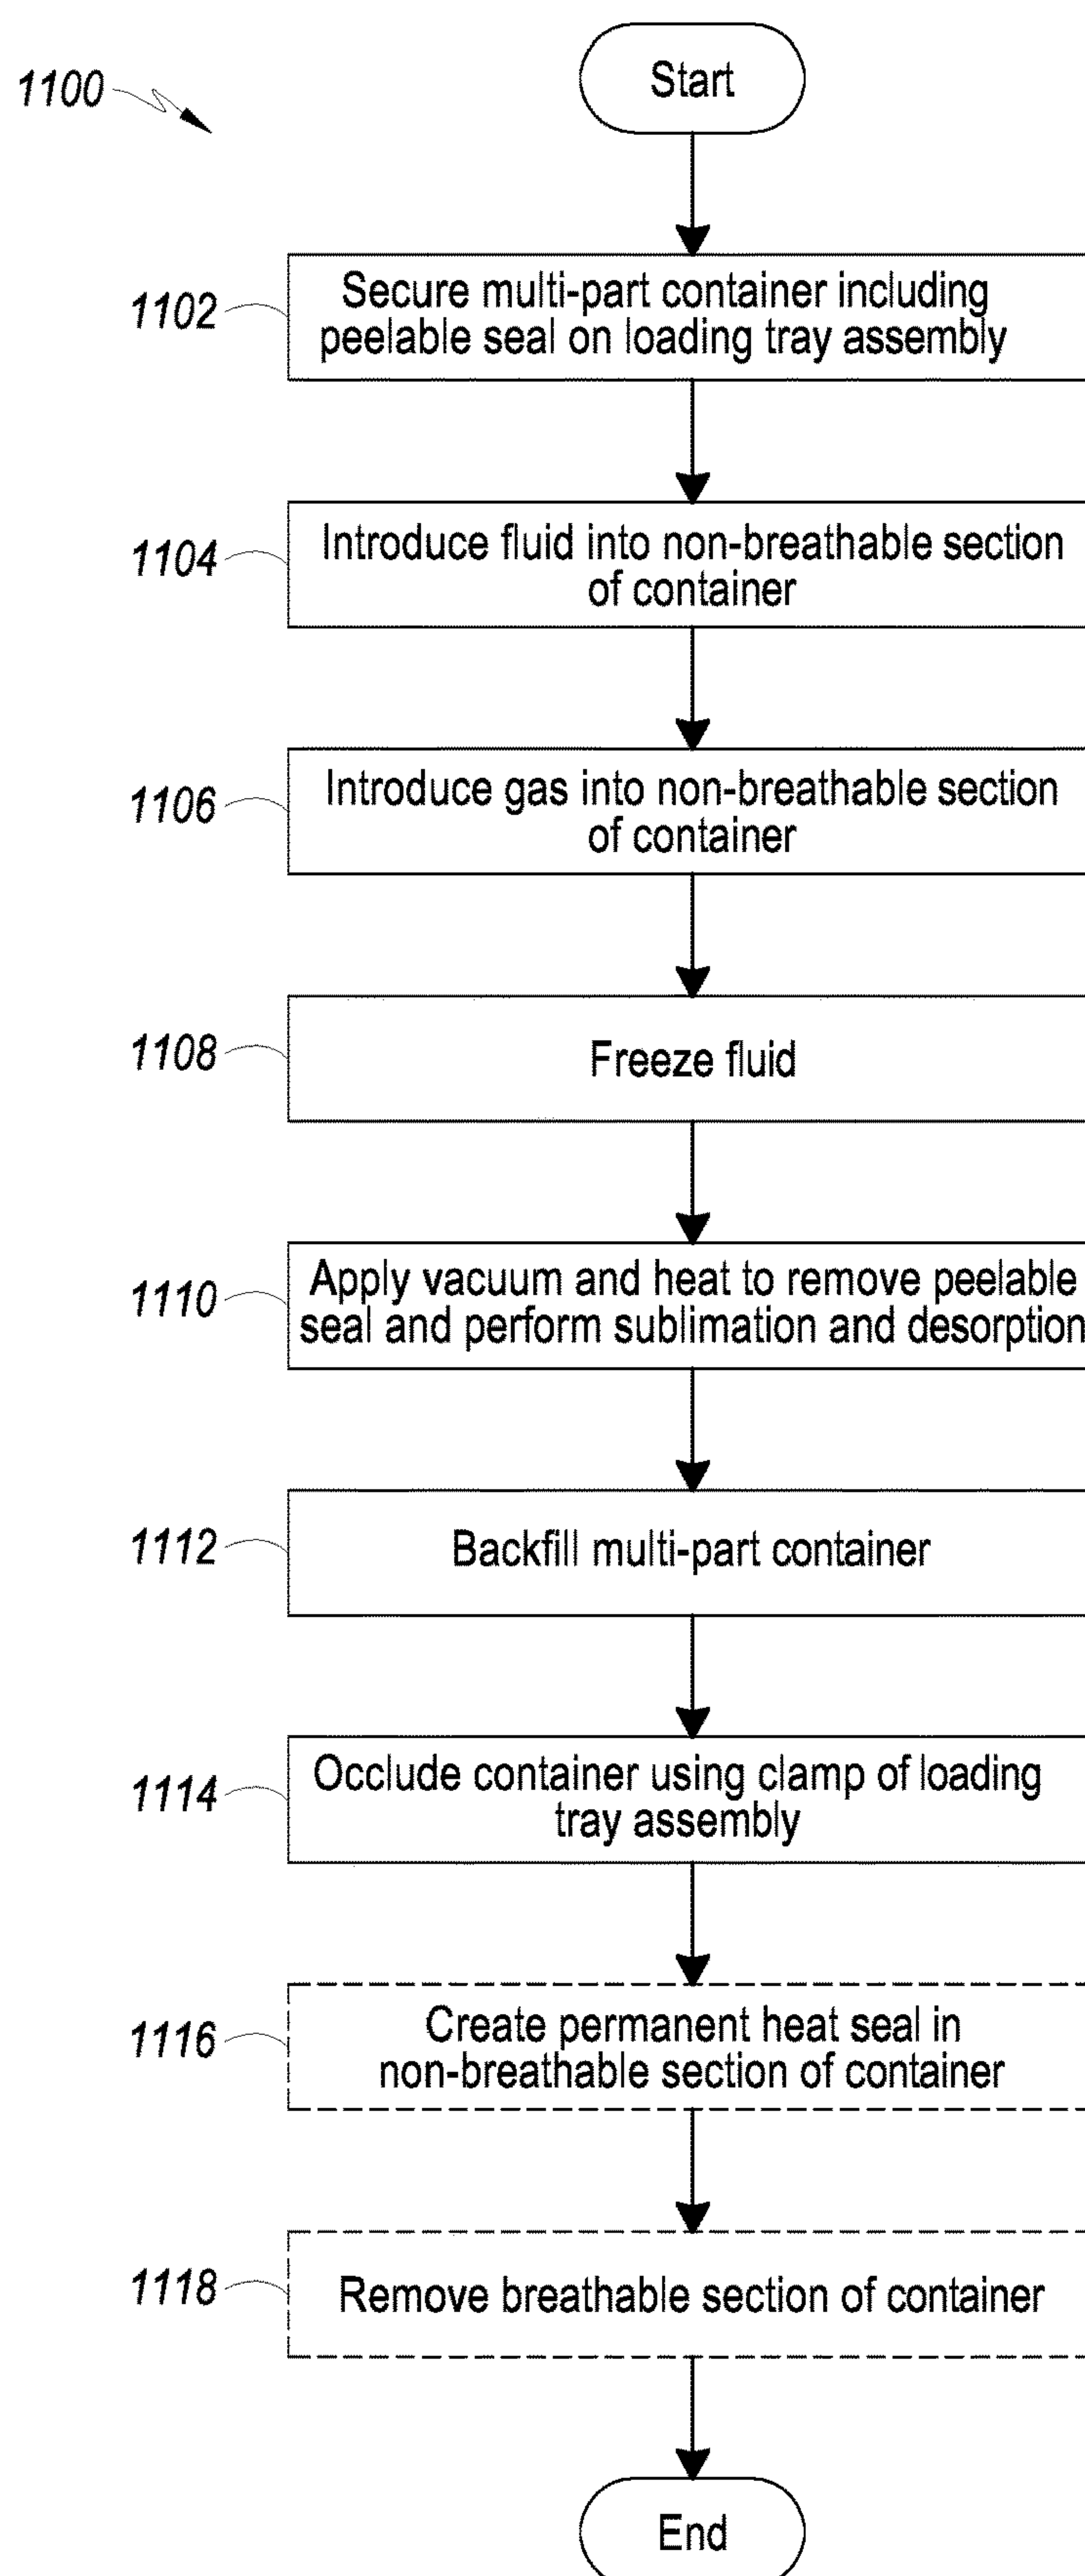 1100
Start
1102
Secure multi-part container including
peelable seal on loading tray assembly
1104
Introduce fluid into non-breathable section
of container
1106
Introduce gas into non-breathable section
of container
1108
Freeze fluid
1110
Apply vacuum and heat to remove peelable
seal and perform sublimation and desorption
1112
Backfill multi-part container
1114
Occlude container using clamp of loading
tray assembly
1116
Create permanent heat seal in
non-breathable section of container
1118
Remove breathable section of container
End